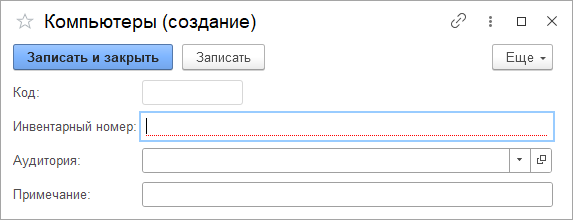 Компьютеры (создание)
Записать и закрыть Записать Еще
Код:
Инвентарный номер:
Аудитория:
Примечание: